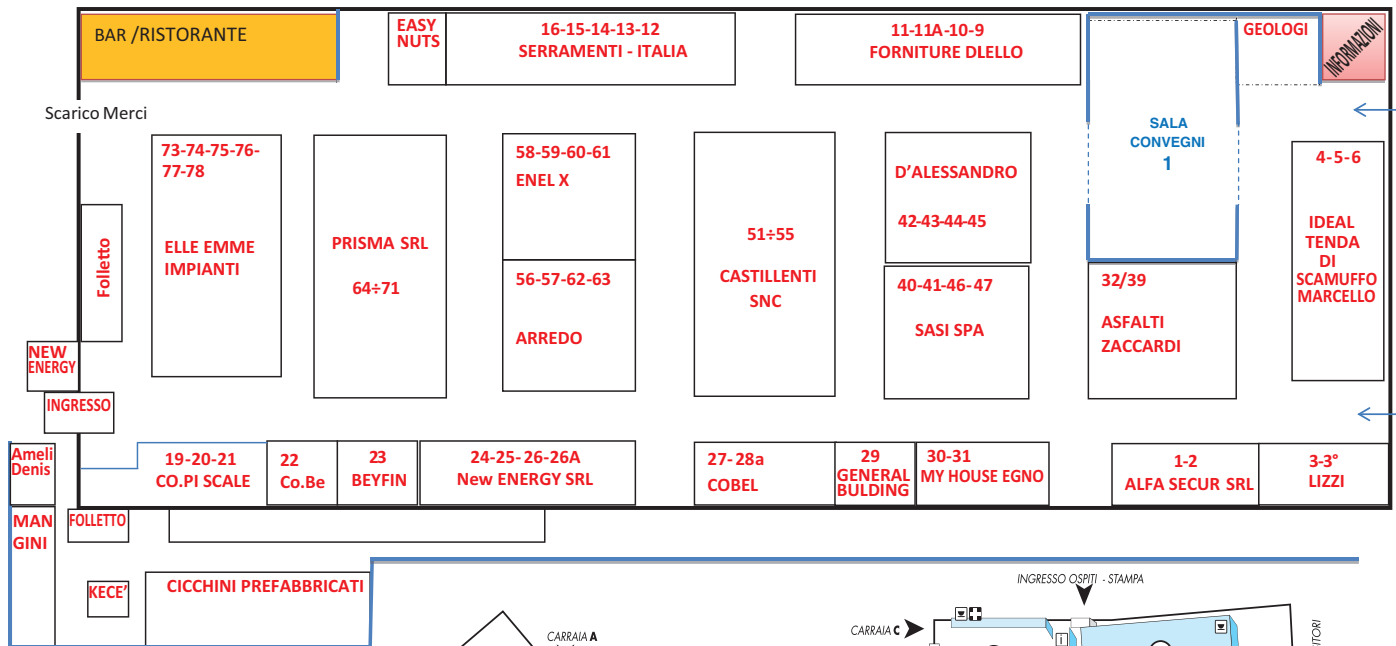 BAR /RISTORANTE
EASY
NUTS
16-15-14-13-12
SERRAMENTI - ITALIA
11-11A-10-9
FORNITURE DLELLO
GEOLOGI
INFORMAZIONI
Scarico Merci
SALA
CONVEGNI
1
73-74-75-76-
77-78
ELLE EMME
IMPIANTI
PRISMA SRL
64÷71
58-59-60-61
ENEL X
56-57-62-63
ARREDO
51÷55
CASTILLENTI
SNC
D'ALESSANDRO
42-43-44-45
40-41-46-47
SASI SPA
32/39
ASFALTI
ZACCARDI
4-5-6
IDEAL
TENDA
DI
SCAMUFFO
MARCELLO
Folletto
NEW
ENERGY
INGRESSO
Ameli
Denis
19-20-21
CO.PI SCALE
22
Co.Be
23
BEYFIN
24-25-26-26A
New ENERGY SRL
27-28a
COBEL
29
GENERAL
BULDING
30-31
MY HOUSE EGNO
1-2
ALFA SECUR SRL
3-3°
LIZZI
MAN
GINI
FOLLETTO
KECE'
CICCHINI PREFABBRICATI
INGRESSO OSPITI - STAMPA
CARRAIA A
CARRAIA C
i